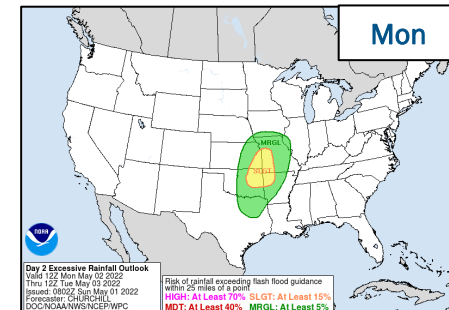 Mon
MRGL
SLGT
NOAA
Day 2 Excessive Rainfall Outlook
Valid 12Z Mon May 02 2022
Thru 12Z Tue May 03 2022
Issued: 0802Z Sun May 01 2022
Forecaster: CHURCHILL
DOC/NOAA/NWS/NCEP/WPC
Risk of rainfall exceeding flash flood guidance
within 25 miles of a point
HIGH: At Least 70% SLGT: At Least 15%
MDT: At Least 40% MRGL: At Least 5%